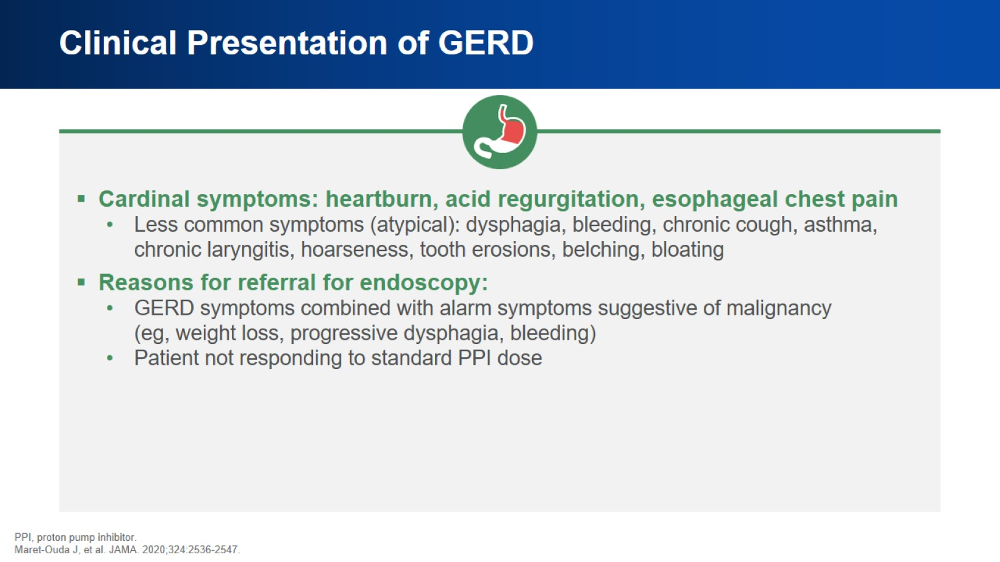 Clinical Presentation of GERD
▪ Cardinal symptoms: heartburn, acid regurgitation, esophageal chest pain
• Less common symptoms (atypical): dysphagia, bleeding, chronic cough, asthma,
chronic laryngitis, hoarseness, tooth erosions, belching, bloating
▪ Reasons for referral for endoscopy:
• GERD symptoms combined with alarm symptoms suggestive of malignancy
(eg, weight loss, progressive dysphagia, bleeding)
• Patient not responding to standard PPI dose
PPI, proton pump inhibitor.
Maret-Ouda J, et al. JAMA. 2020;324:2536-2547.